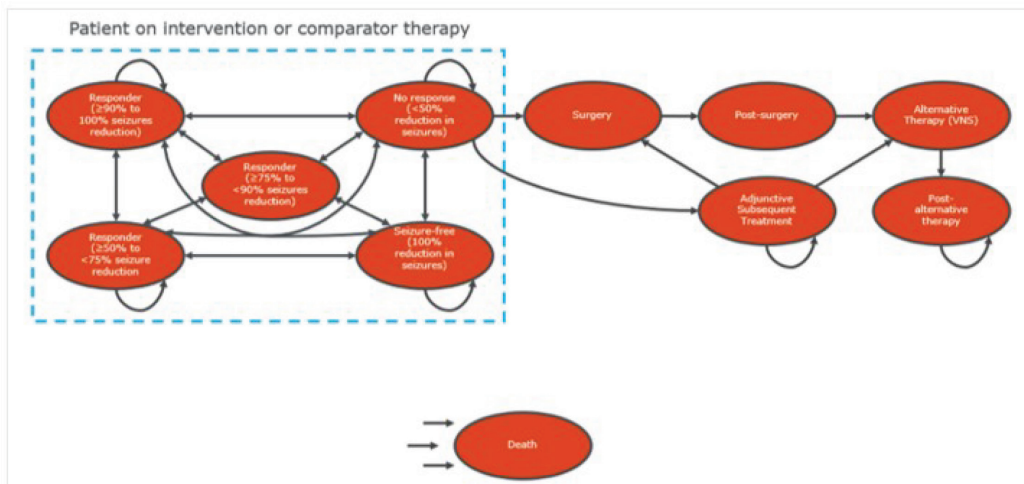 Patient on intervention or comparator therapy
Responder
(≥90% to
100% seizures
reduction)
No response
(<50%
reduction in
seizures)
Surgery
Post-surgery
Alternative
Therapy (VNS)
Responder
(≥75% to
<90% seizures
reduction)
Adjunctive
Subsequent
Treatment
Post-
alternative
therapy
Responder
(≥50% to
<75% seizure
reduction
Seizure-free
(100%
reduction in
seizures)
Death